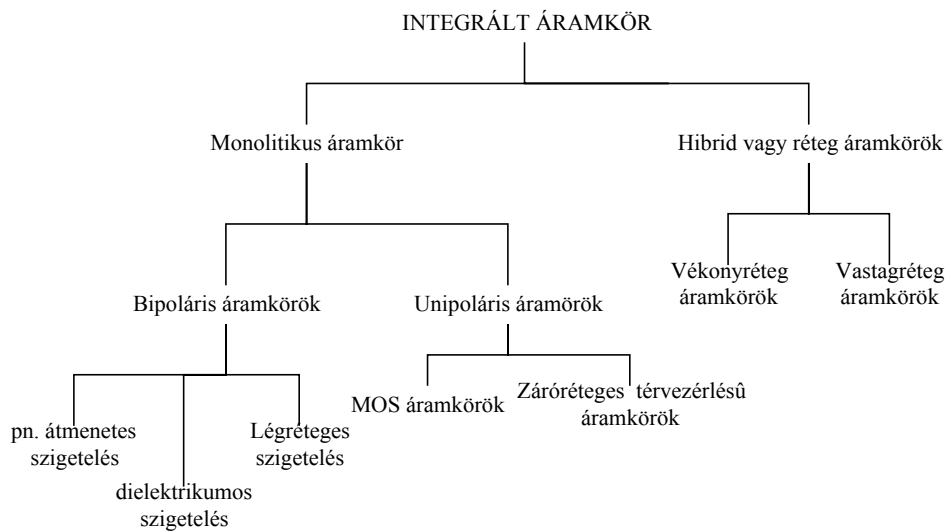 INTEGRÁLT ÁRAMKÖR
Monolitikus áramkör
Hibrid vagy réteg áramkörök
Bipoláris áramkörök
Unipoláris áramörök
Vékonyréteg
áramkörök
Vastagréteg
áramkörök
pn. átmenetes
szigetelés
dielektrikumos
szigetelés
Légréteges
szigetelés
MOS áramkörök
Záróréteges térvezérlésû
áramkörök